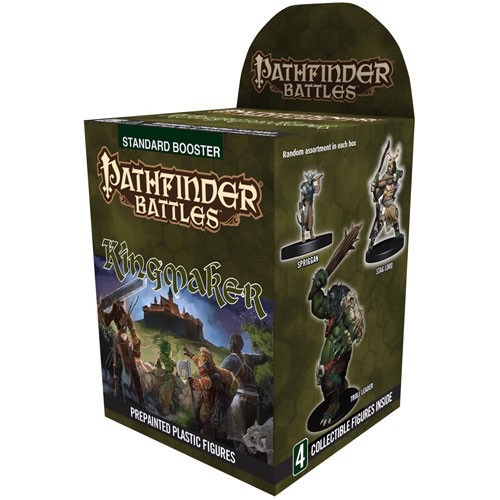 PATHFINDER
BATTLES
STANDARD BOOSTER
PATHFINDER
BATTLES
Kingmaker
PREPAINTED PLASTIC FIGURES
Random assortment in each box
SPRIGGAN
STAG LORD
TROLL LEADER
4 COLLECTIBLE FIGURES INSIDE